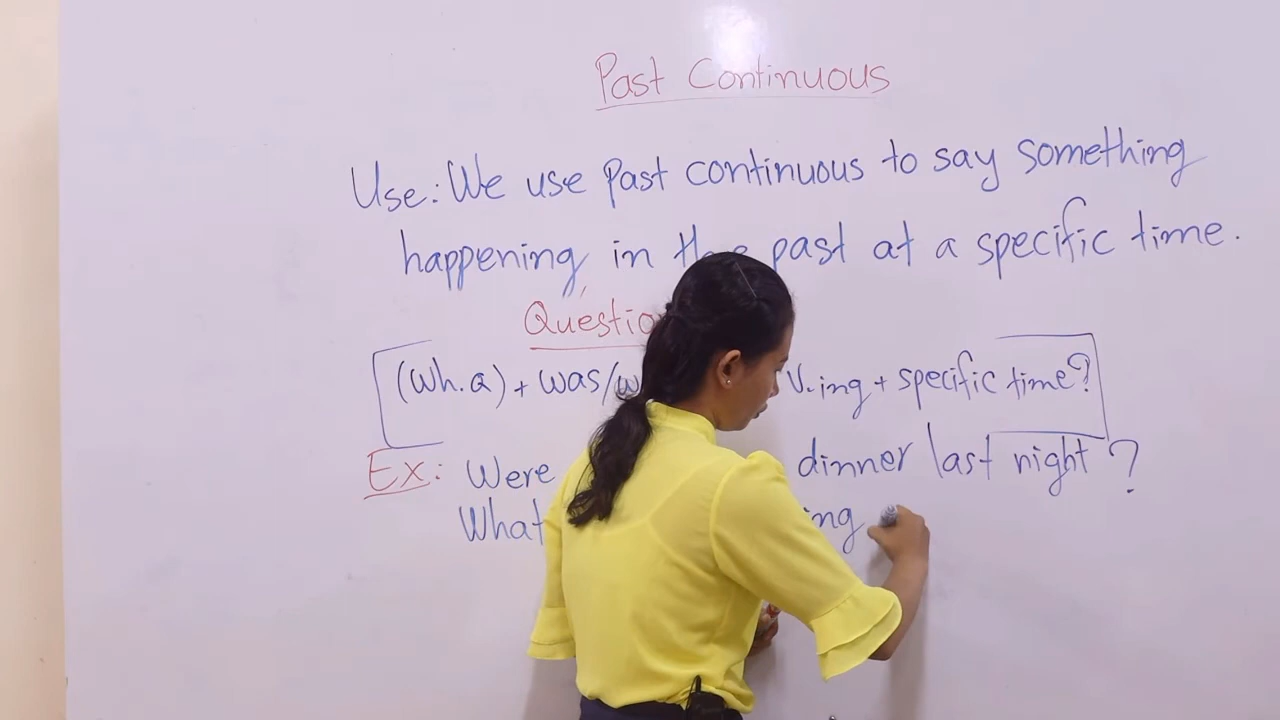 Past Continuous
Use: We use Past continuous to say something
happening in the past at a specific time.
(Wh.Q) + was/ V.ing + specific time?
Ex: Were dinner last night ?
What ing